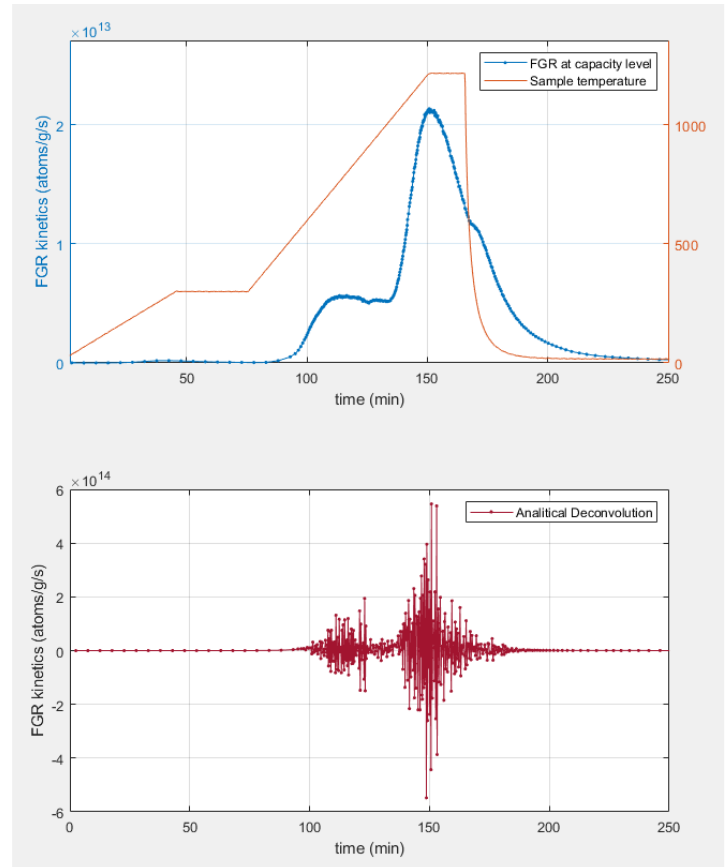 ×10^13
FGR at capacity level
Sample temperature
2
1
0
1000
500
0
FGR kinetics (atoms/g/s)
50 100 150 200 250
time (min)
×10^14
Analitical Deconvolution
6
4
2
0
-2
-4
-6
FGR kinetics (atoms/g/s)
0 50 100 150 200 250
time (min)